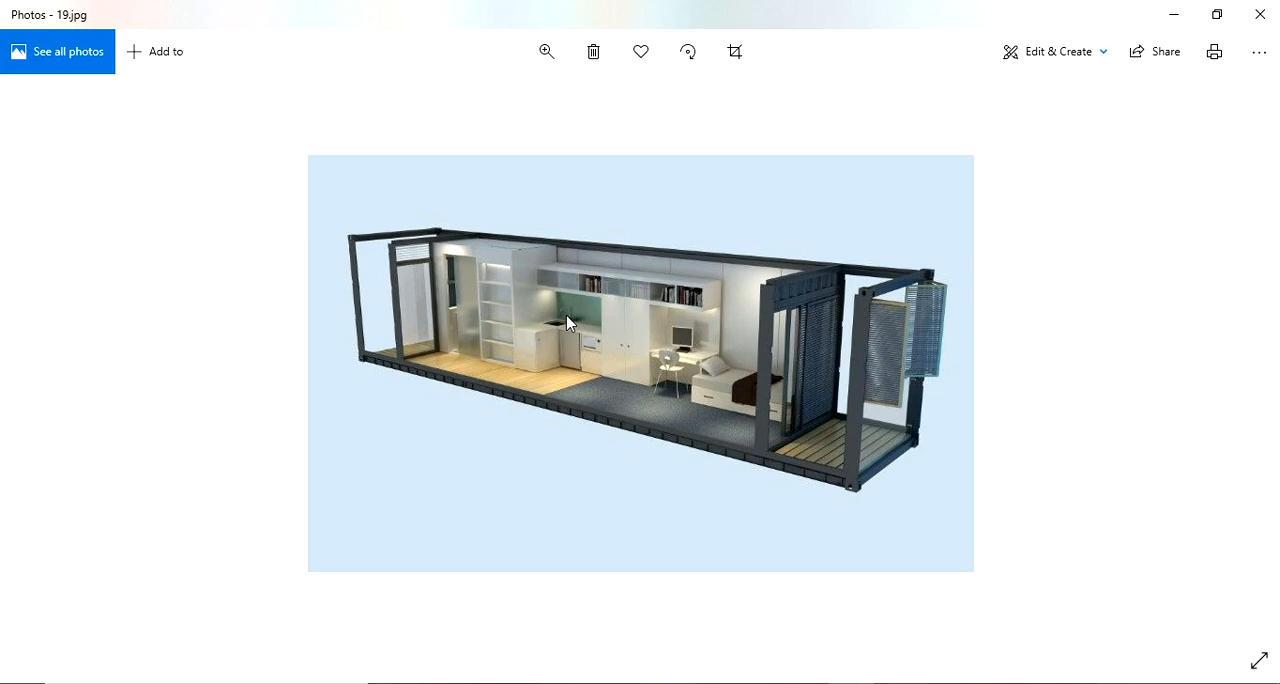 Photos - 19.jpg
See all photos
Add to
Edit & Create
Share